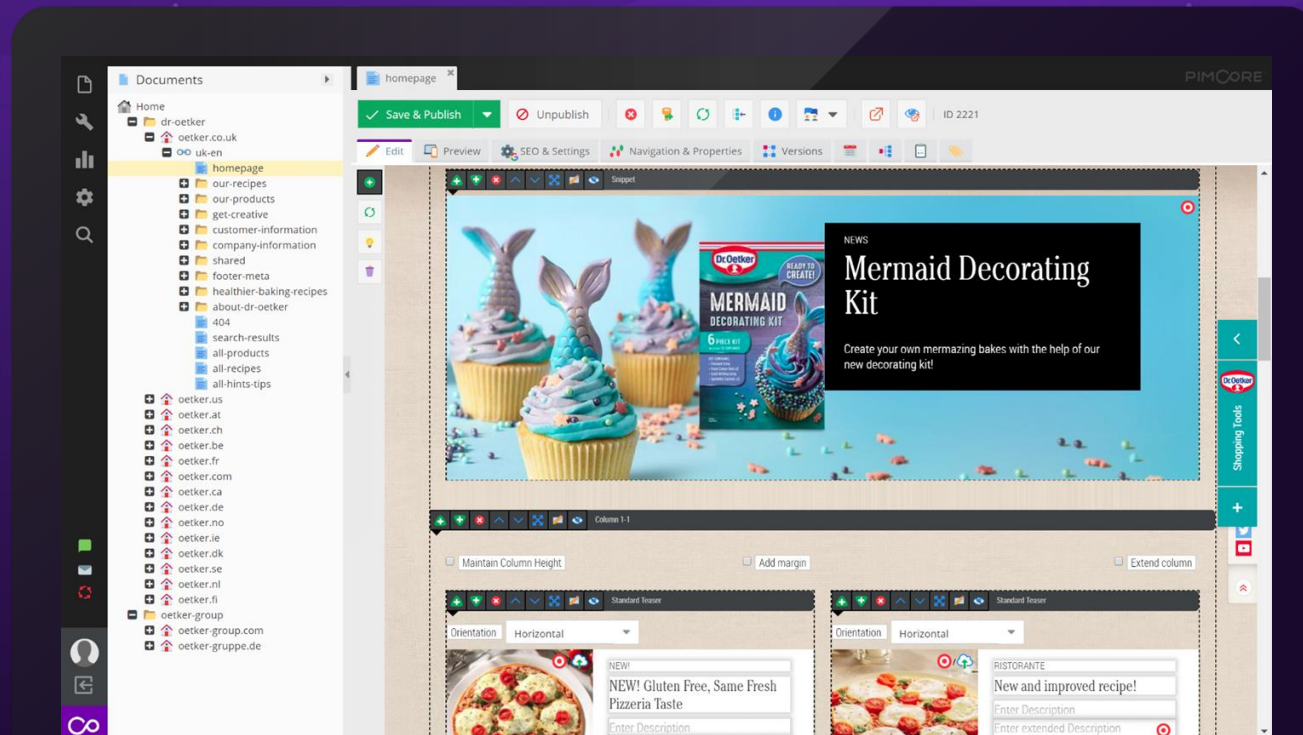 PIMCORE
Documents
homepage
Home
dr-oetker
oetker.co.uk
uk-en
homepage
our-recipes
our-products
get-creative
customer-information
company-information
shared
footer-meta
healthier-baking-recipes
about-dr-oetker
404
search-results
all-products
all-recipes
all-hints-tips
oetker.us
oetker.at
oetker.ch
oetker.be
oetker.fr
oetker.com
oetker.ca
oetker.de
oetker.no
oetker.ie
oetker.dk
oetker.se
oetker.nl
oetker.fi
oetker-group
oetker-group.com
oetker-gruppe.de
Save & Publish
Unpublish
ID 2221
Edit
Preview
SEO & Settings
Navigation & Properties
Versions
Snippet
Dr.Oetker
READY TO
CREATE!
MERMAID
DECORATING KIT
6 PIECE KIT
NEWS
Mermaid Decorating
Kit
Create your own mermazing bakes with the help of our
new decorating kit!
Dr.Oetker
Shopping Tools
Column 1-1
Maintain Column Height
Add margin
Extend column
Standard Teaser
Orientation
Horizontal
NEW!
NEW! Gluten Free, Same Fresh
Pizzeria Taste
Enter Description
Standard Teaser
Orientation
Horizontal
RISTORANTE
New and improved recipe!
Enter Description
Enter extended Description